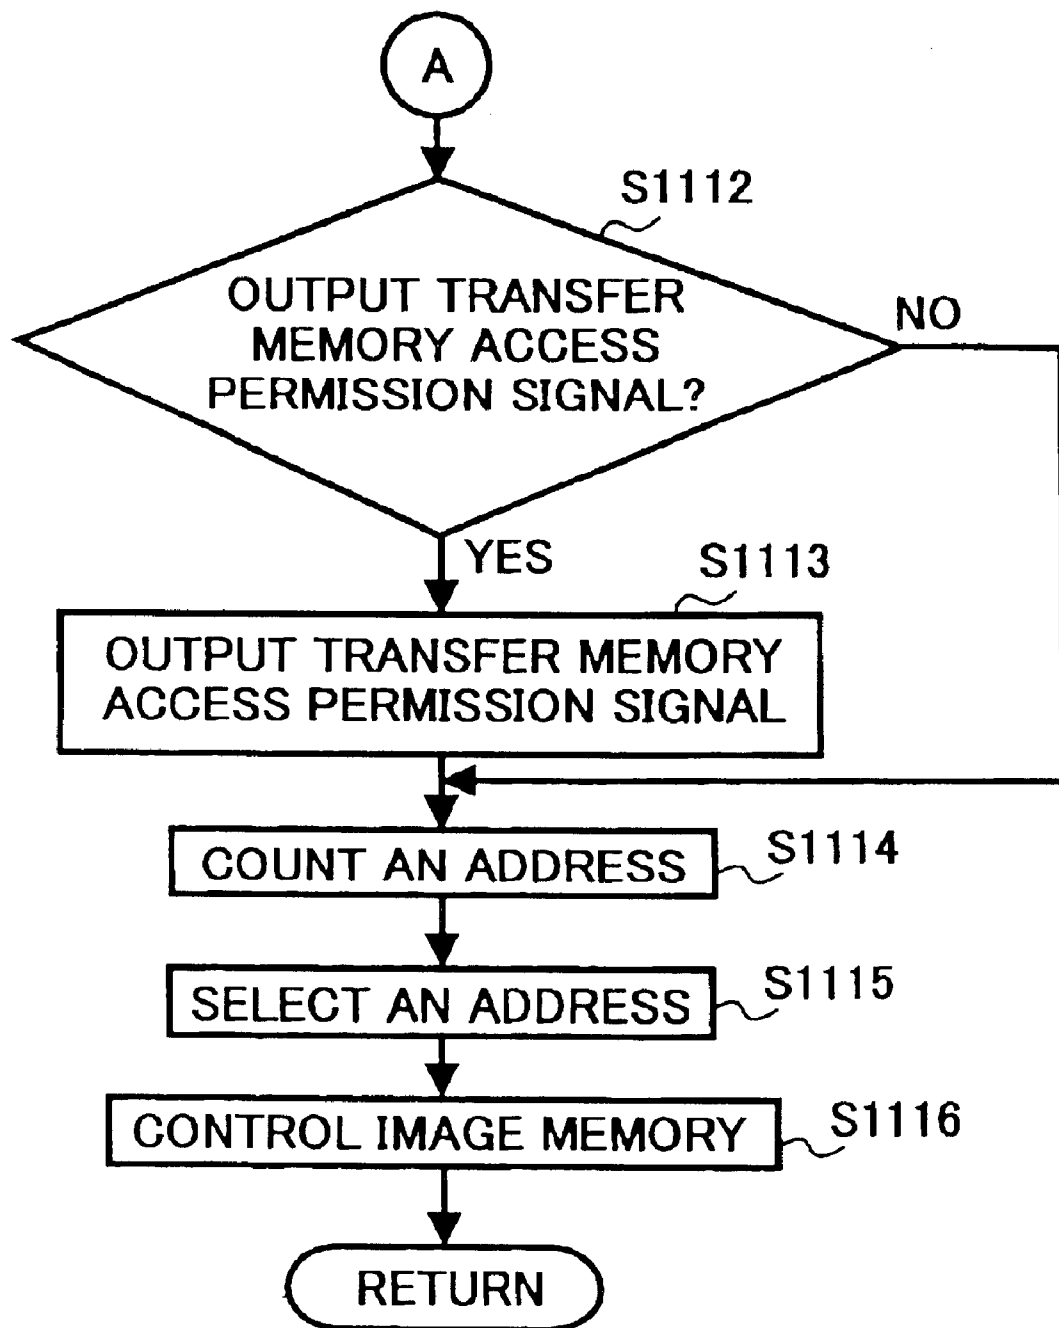 A
S1112
OUTPUT TRANSFER
MEMORY ACCESS
PERMISSION SIGNAL?
NO
YES
S1113
OUTPUT TRANSFER MEMORY
ACCESS PERMISSION SIGNAL
COUNT AN ADDRESS
S1114
SELECT AN ADDRESS
S1115
CONTROL IMAGE MEMORY
S1116
RETURN